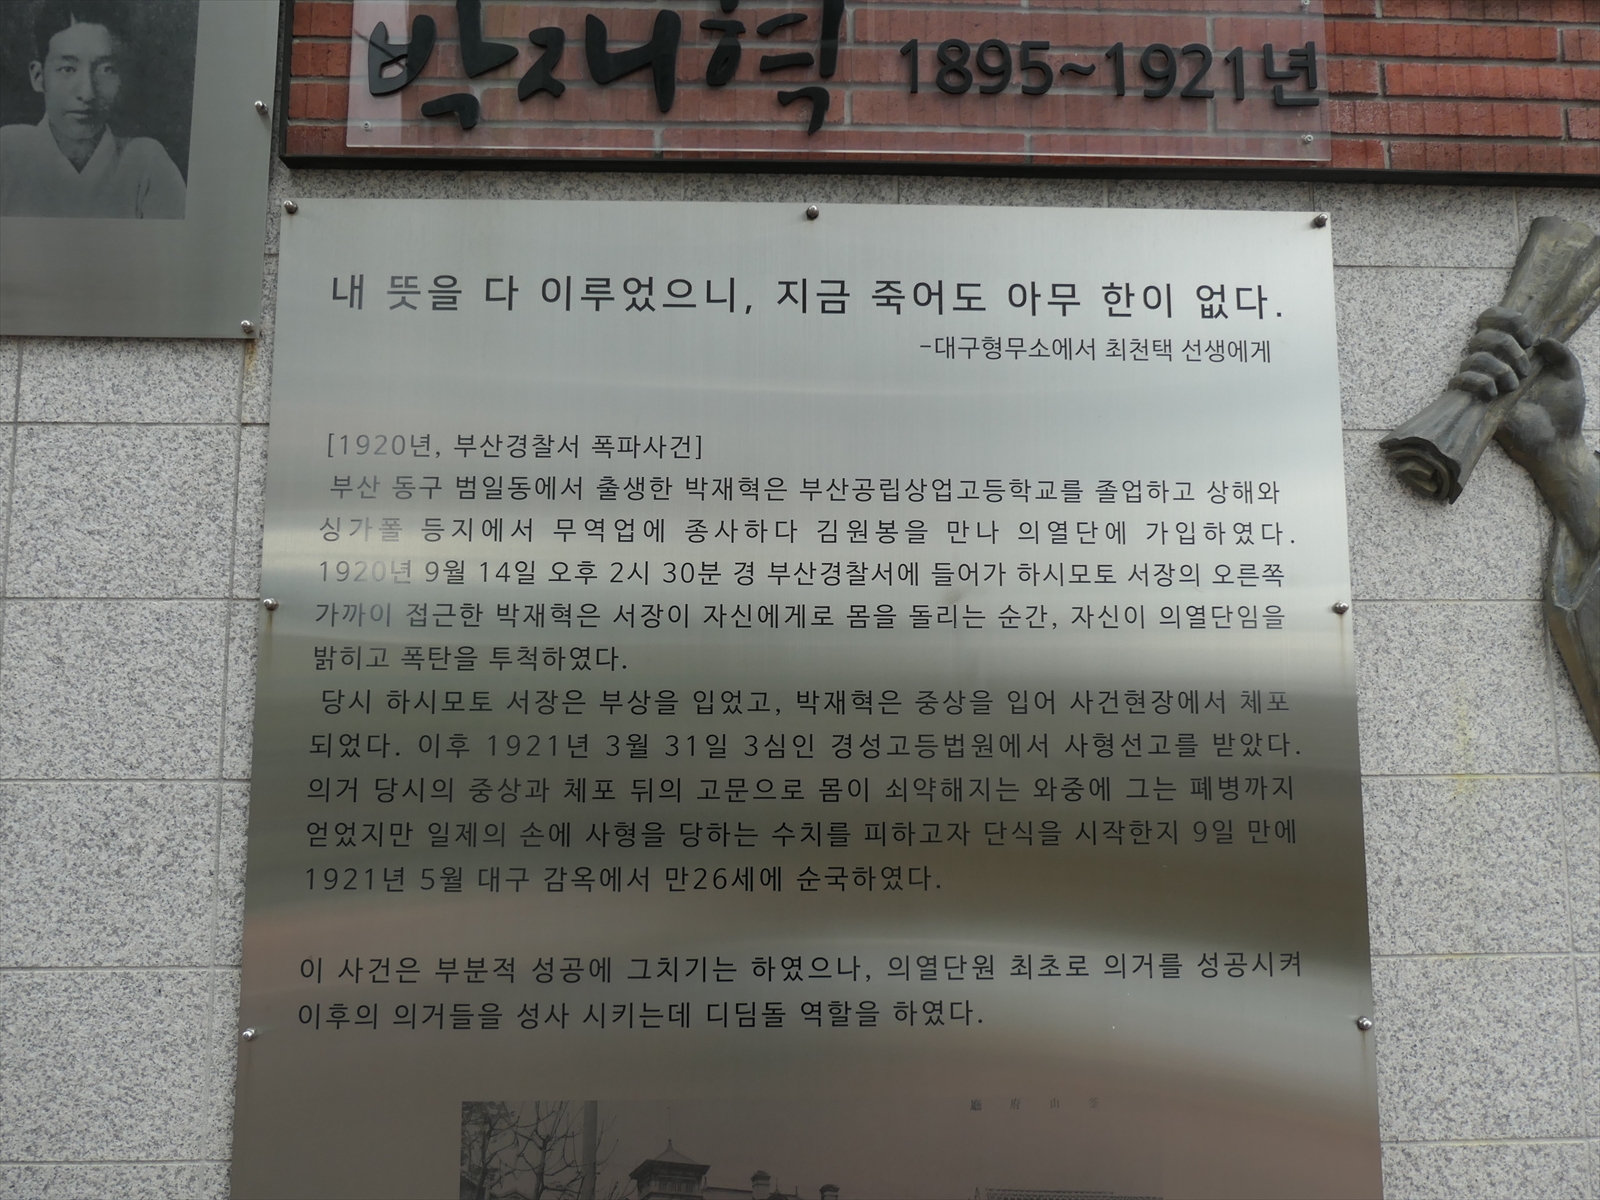 박재혁 1895~1921년
내 뜻을 다 이루었으니, 지금 죽어도 아무 한이 없다.
-대구형무소에서 최천택 선생에게
[1920년, 부산경찰서 폭파사건]
부산 동구 범일동에서 출생한 박재혁은 부산공립상업고등학교를 졸업하고 상해와
싱가폴 등지에서 무역업에 종사하다 김원봉을 만나 의열단에 가입하였다.
1920년 9월 14일 오후 2시 30분 경 부산경찰서에 들어가 하시모토 서장의 오른쪽
가까이 접근한 박재혁은 서장이 자신에게로 몸을 돌리는 순간, 자신이 의열단임을
밝히고 폭탄을 투척하였다.
당시 하시모토 서장은 부상을 입었고, 박재혁은 중상을 입어 사건현장에서 체포
되었다. 이후 1921년 3월 31일 3심인 경성고등법원에서 사형선고를 받았다.
의거 당시의 중상과 체포 뒤의 고문으로 몸이 쇠약해지는 와중에 그는 폐병까지
얻었지만 일제의 손에 사형을 당하는 수치를 피하고자 단식을 시작한지 9일 만에
1921년 5월 대구 감옥에서 만26세에 순국하였다.
이 사건은 부분적 성공에 그치기는 하였으나, 의열단원 최초로 의거를 성공시켜
이후의 의거들을 성사 시키는데 디딤돌 역할을 하였다.
廳 府 山 釜